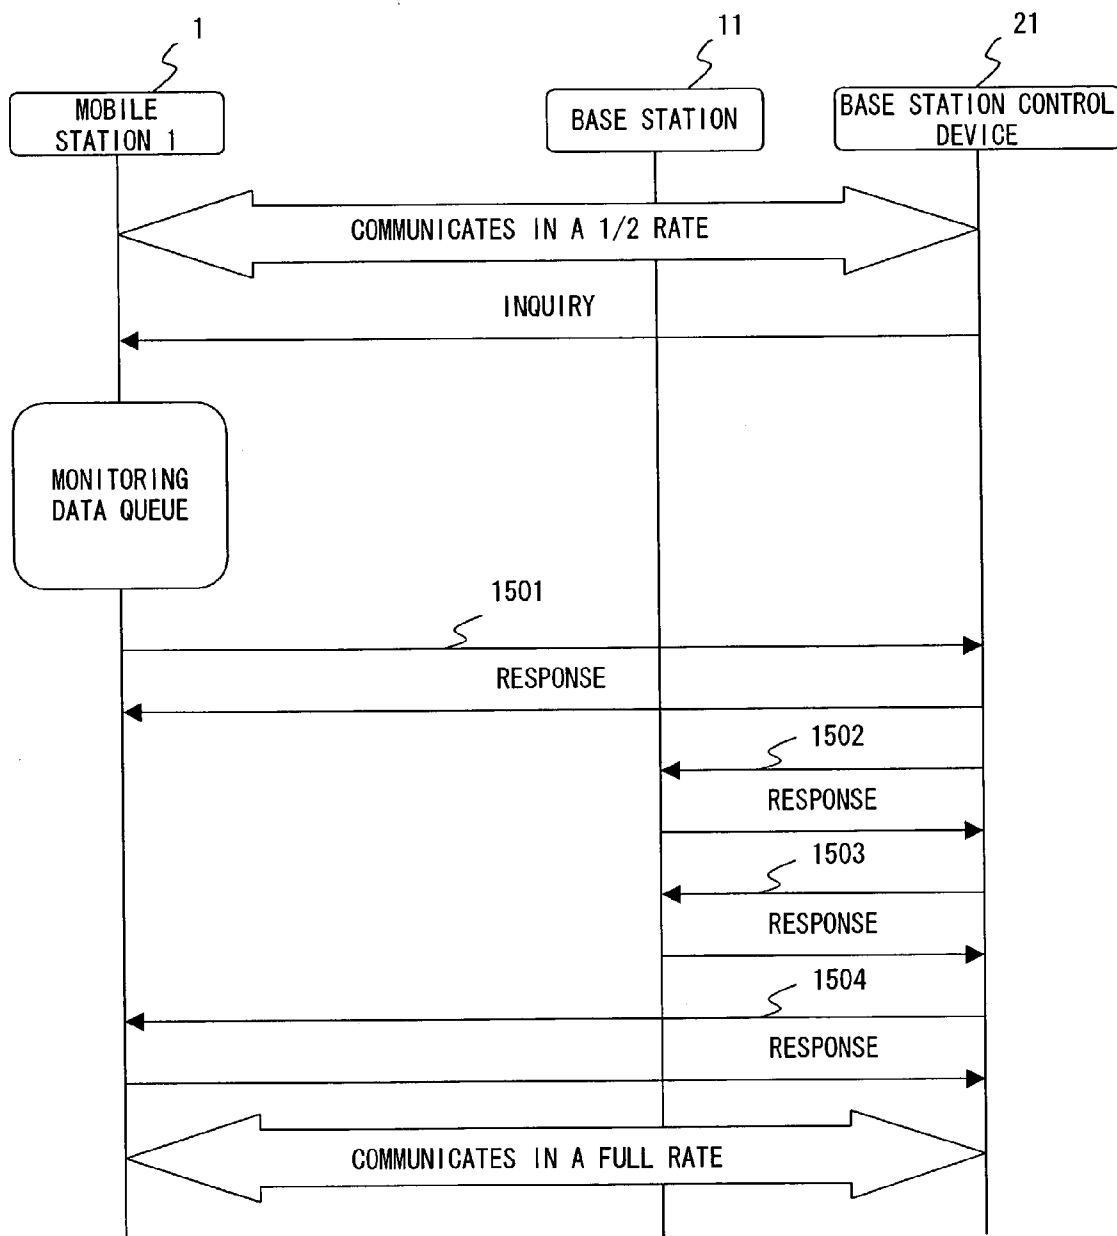 1
11
21
MOBILE
STATION 1
BASE STATION
BASE STATION CONTROL
DEVICE
COMMUNICATES IN A 1/2 RATE
INQUIRY
MONITORING
DATA QUEUE
1501
RESPONSE
1502
RESPONSE
1503
RESPONSE
1504
RESPONSE
COMMUNICATES IN A FULL RATE